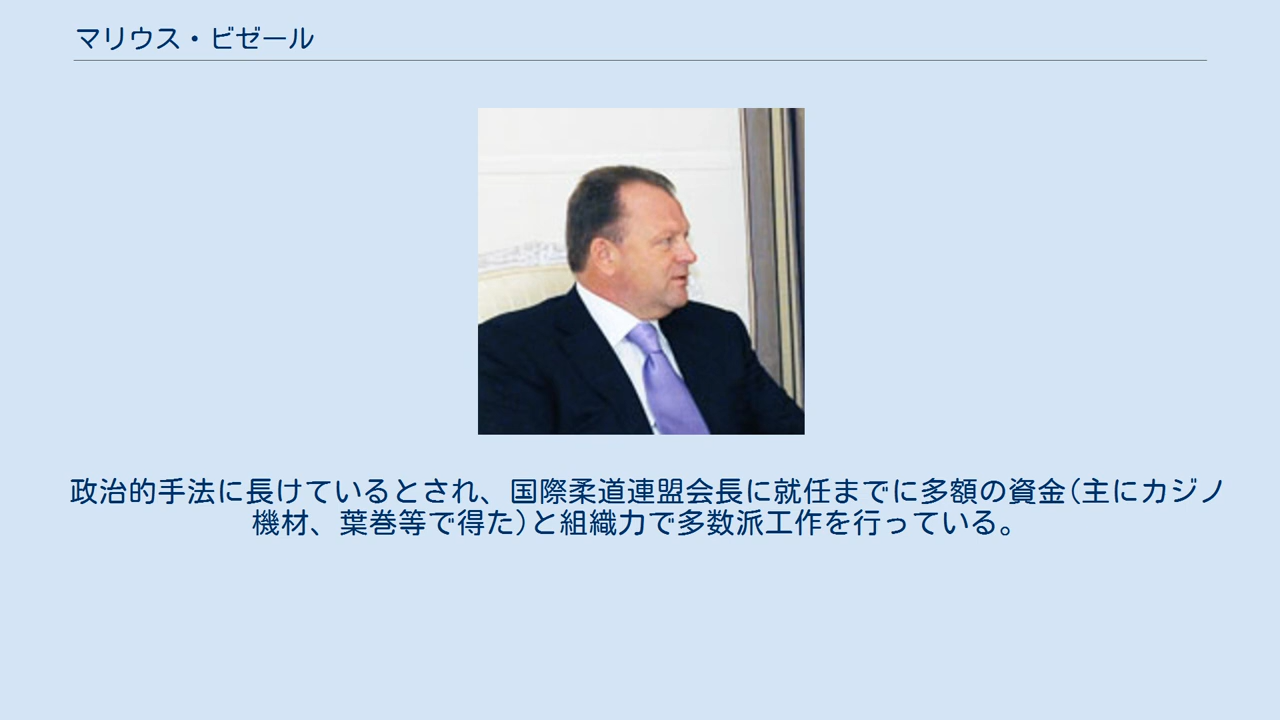 マリウス・ビゼール
政治的手法に長けているとされ、国際柔道連盟会長に就任までに多額の資金(主にカジノ
機材、葉巻等で得た)と組織力で多数派工作を行っている。